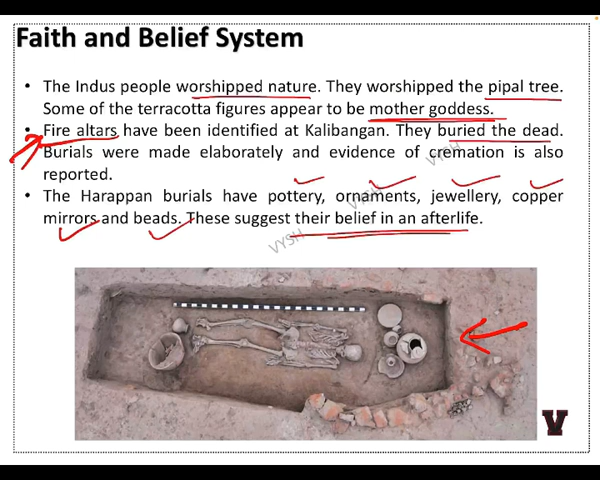 Faith and Belief System
• The Indus people worshipped nature. They worshipped the pipal tree.
Some of the terracotta figures appear to be mother goddess.
• Fire altars have been identified at Kalibangan. They buried the dead.
Burials were made elaborately and evidence of cremation is also
reported.
• The Harappan burials have pottery, ornaments, jewellery, copper
mirrors and beads. These suggest their belief in an afterlife.
VYSH
VYSH
VYSH
V